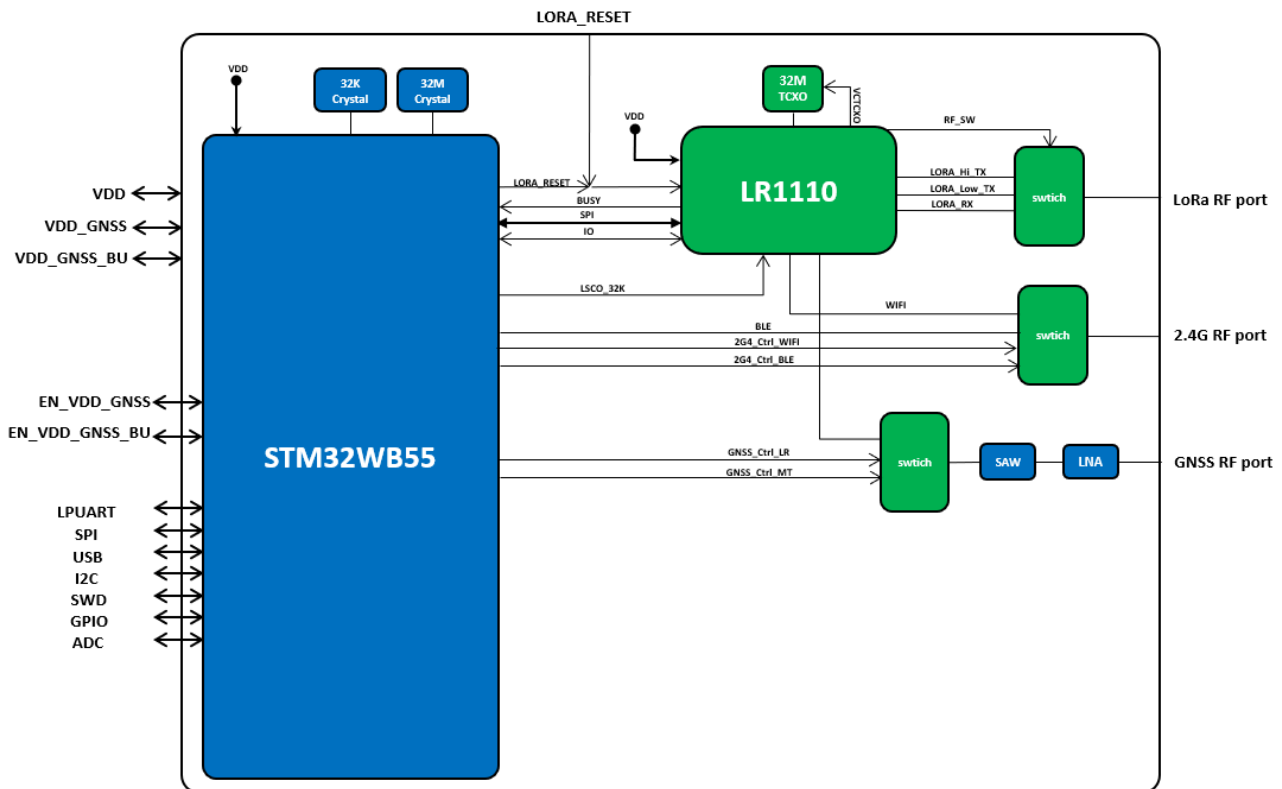 LORA_RESET
VDD
32K
Crystal
32M
Crystal
32M
TCXO
VCTCXO
VDD
RF_SW
LR1110
LORA_Hi_TX
LORA_Low_TX
LORA_RX
swtich
LoRa RF port
LORA_RESET
BUSY
SPI
IO
LSCO_32K
VDD
VDD_GNSS
VDD_GNSS_BU
WIFI
BLE
2G4_Ctrl_WIFI
2G4_Ctrl_BLE
swtich
2.4G RF port
EN_VDD_GNSS
EN_VDD_GNSS_BU
STM32WB55
GNSS_Ctrl_LR
GNSS_Ctrl_MT
swtich
SAW
LNA
GNSS RF port
LPUART
SPI
USB
I2C
SWD
GPIO
ADC